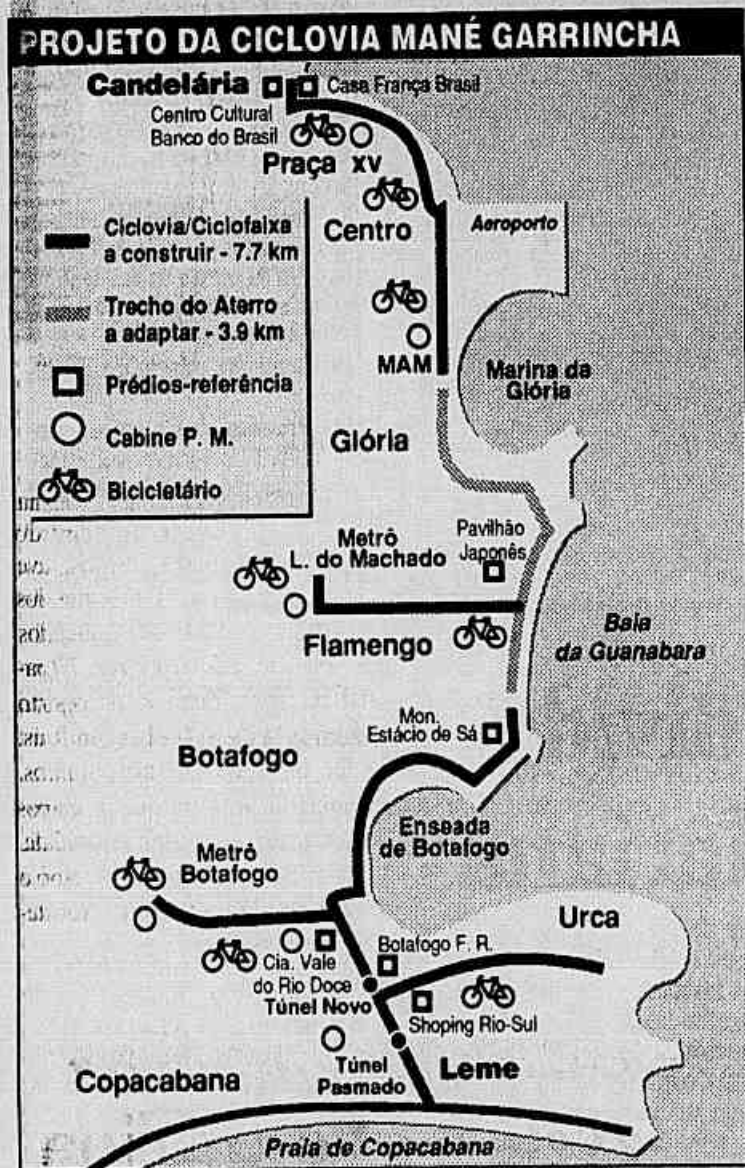 PROJETO DA CICLOVIA MANÉ GARRINCHA
Candelária
Casa França Brasil
Centro Cultural
Banco do Brasil
Praça XV
Ciclovia/Ciclofaixa
a construir - 7.7 km
Centro
Aeroporto
Trecho do Aterro
a adaptar - 3.9 km
MAM
Marina da
Glória
Prédios-referência
Cabine P. M.
Glória
Bicicletário
Metrô
L. do Machado
Pavilhão
Japonês
Flamengo
Baia
da Guanabara
Mon.
Estácio de Sá
Botafogo
Enseada
de Botafogo
Metrô
Botafogo
Urca
Botafogo F. R.
Cia. Vale
do Rio Doce
Túnel Novo
Shoping Rio-Sul
Túnel
Pasmado
Leme
Copacabana
Praia de Copacabana